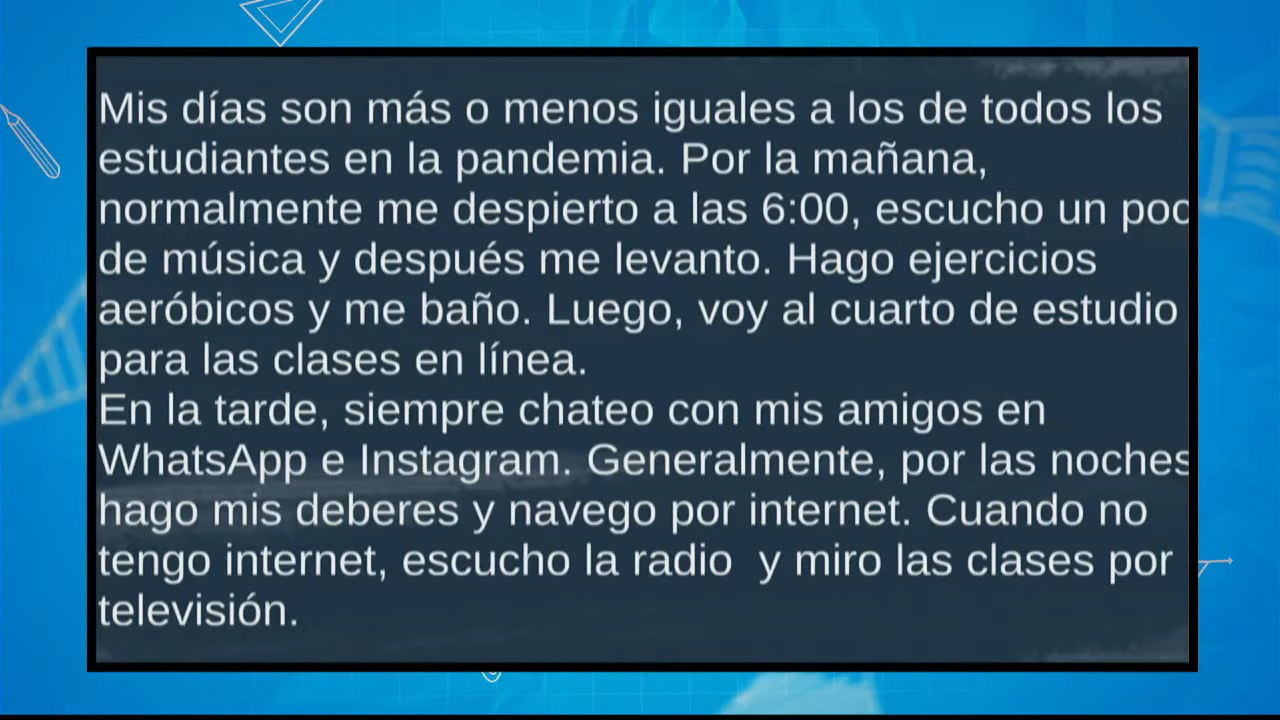 Mis días son más o menos iguales a los de todos los
estudiantes en la pandemia. Por la mañana,
normalmente me despierto a las 6:00, escucho un poc
de música y después me levanto. Hago ejercicios
aeróbicos y me baño. Luego, voy al cuarto de estudio
para las clases en línea.
En la tarde, siempre chateo con mis amigos en
WhatsApp e Instagram. Generalmente, por las noches
hago mis deberes y navego por internet. Cuando no
tengo internet, escucho la radio  y miro las clases por
televisión.